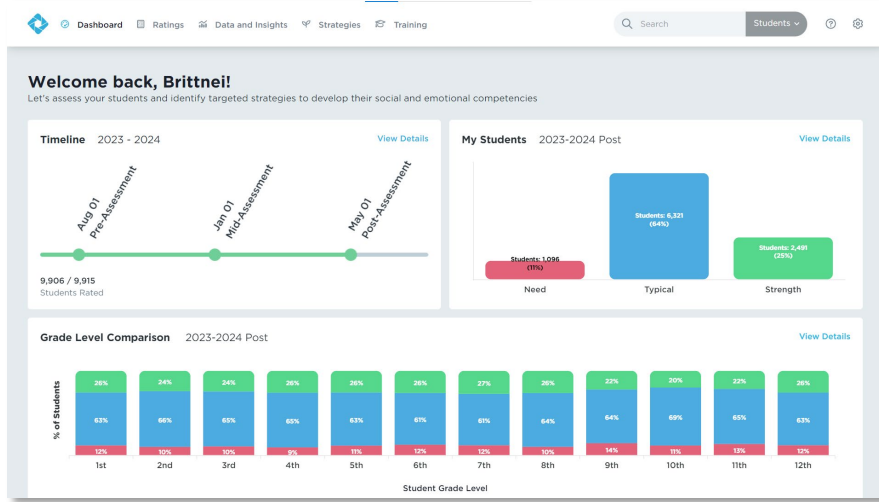 Dashboard Ratings Data and Insights Strategies Training Search Students
Welcome back, Brittnei!
Let's assess your students and identify targeted strategies to develop their social and emotional competencies
Timeline 2023 - 2024 View Details
Aug 01
Pre-Assessment
Jan 01
Mid-Assessment
May 01
Post-Assessment
9,906 / 9,915
Students Rated
My Students 2023-2024 Post View Details
Students: 1,096
(11%)
Students: 6,321
(64%)
Students: 2,491
(25%)
Need Typical Strength
Grade Level Comparison 2023-2024 Post View Details
% of Students
26% 24% 24% 26% 26% 26% 27% 26% 22% 20% 22% 26%
63% 66% 65% 65% 63% 61% 61% 64% 64% 69% 65% 63%
12% 10% 10% 9% 11% 12% 12% 10% 14% 11% 13% 12%
1st 2nd 3rd 4th 5th 6th 7th 8th 9th 10th 11th 12th
Student Grade Level